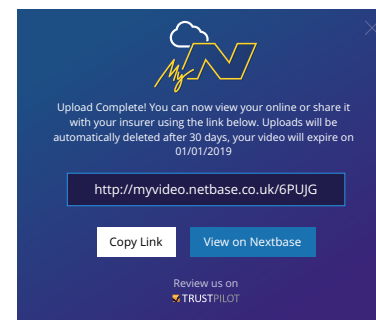 My N
Upload Complete! You can now view your online or share it
with your insurer using the link below. Uploads will be
automatically deleted after 30 days, your video will expire on
01/01/2019
http://myvideo.netbase.co.uk/6PUJG
Copy Link View on Nextbase
Review us on
TRUSTPILOT